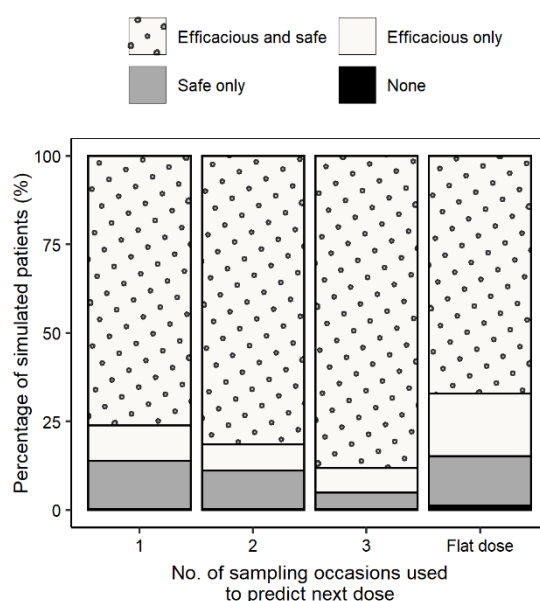 Efficacious and safe
Efficacious only
Safe only
None
Percentage of simulated patients (%)
100
75
50
25
0
1
2
3
Flat dose
No. of sampling occasions used
to predict next dose